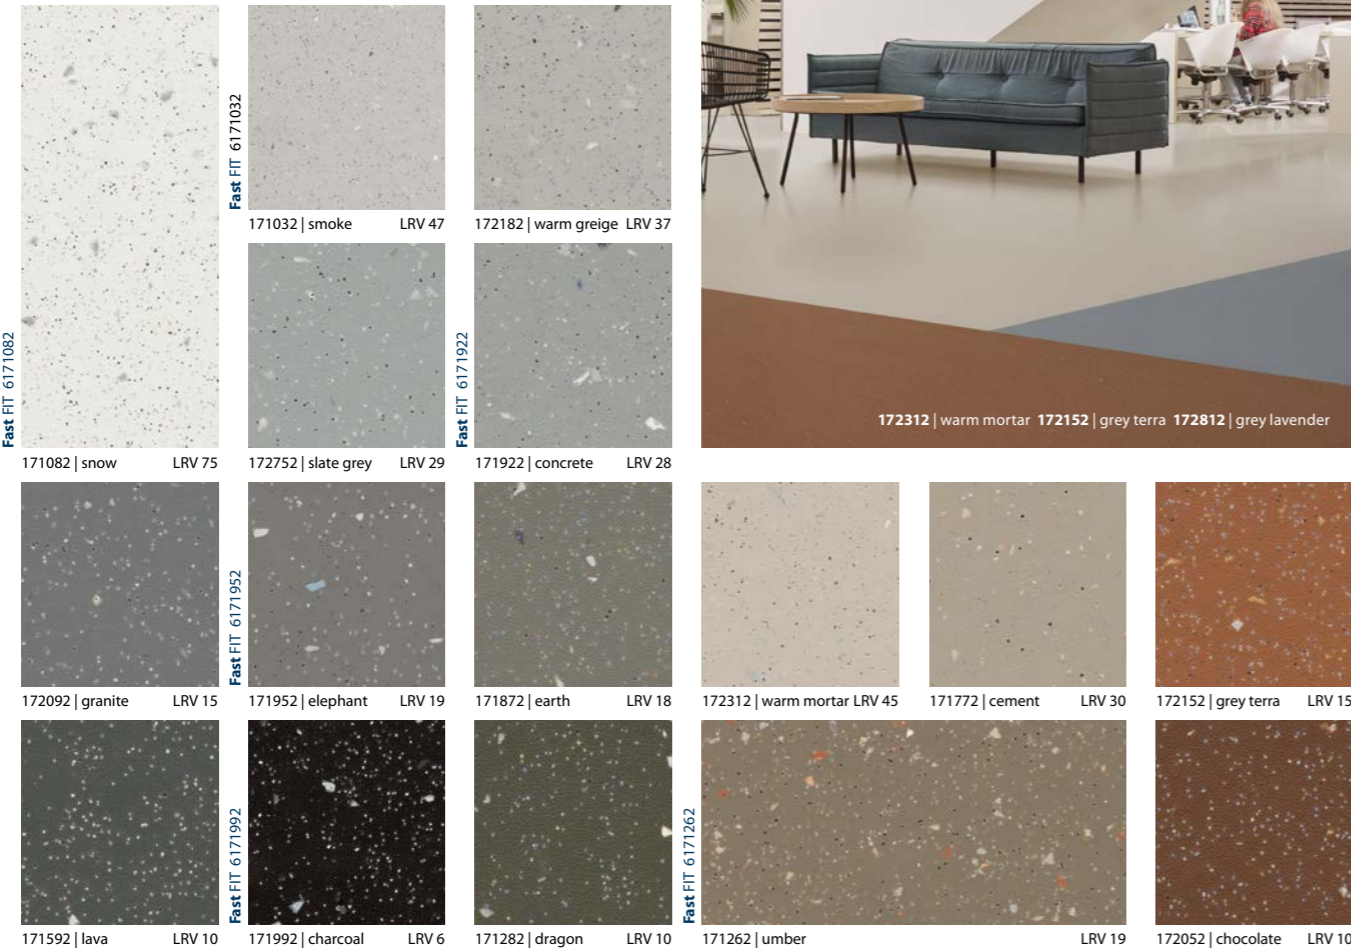 Fast FIT 6171032
171032 | smoke LRV 47
172182 | warm greige LRV 37
Fast FIT 6171082
171082 | snow LRV 75
172752 | slate grey LRV 29
Fast FIT 6171922
171922 | concrete LRV 28
172312 | warm mortar 172152 | grey terra 172812 | grey lavender
172092 | granite LRV 15
Fast FIT 6171952
171952 | elephant LRV 19
171872 | earth LRV 18
172312 | warm mortar LRV 45
171772 | cement LRV 30
172152 | grey terra LRV 15
171592 | lava LRV 10
Fast FIT 6171992
171992 | charcoal LRV 6
171282 | dragon LRV 10
Fast FIT 6171262
171262 | umber LRV 19
172052 | chocolate LRV 10